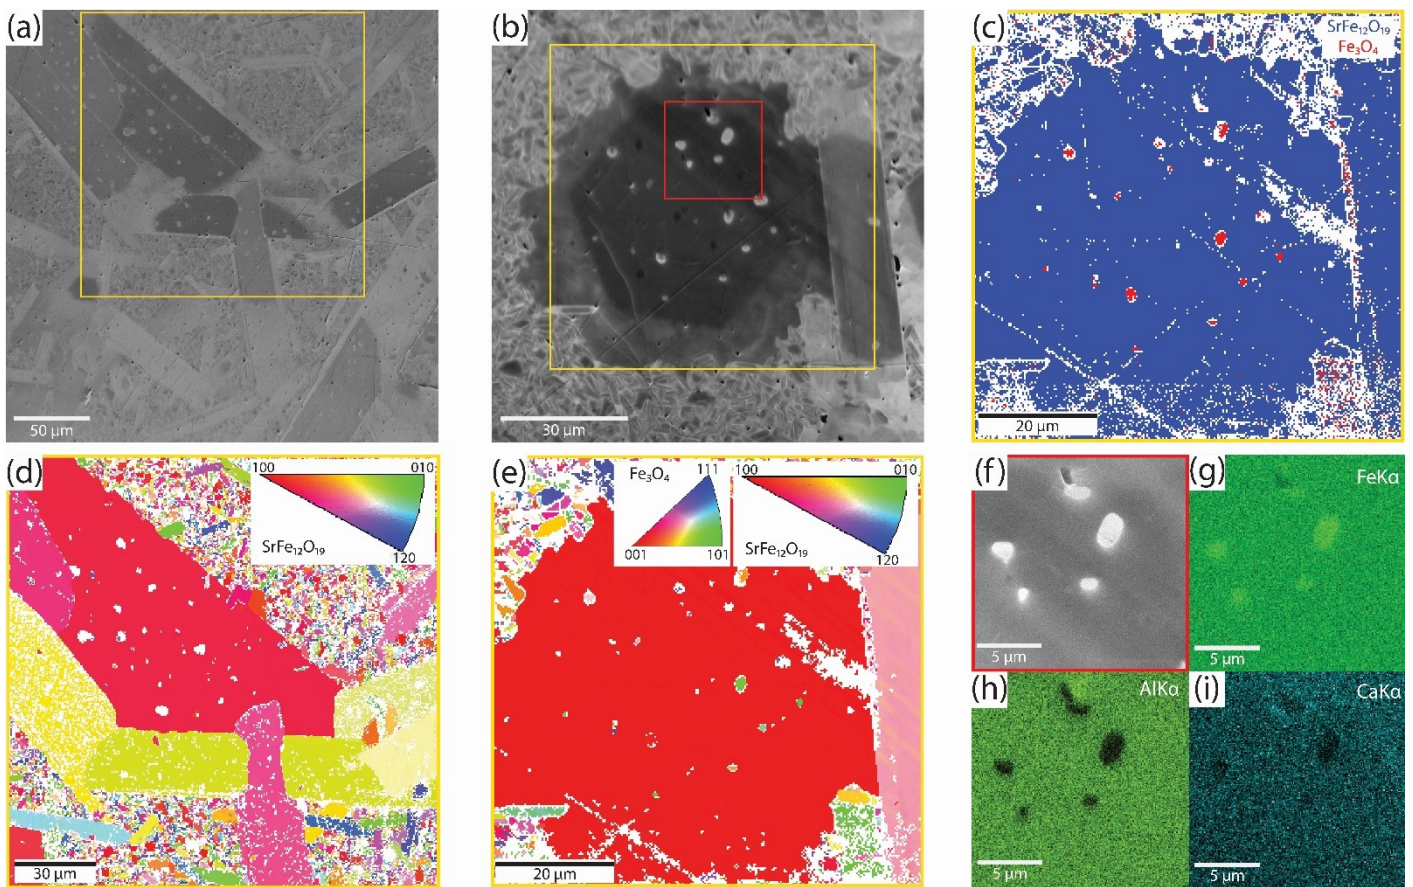 (a)
50 µm
(b)
30 µm
(c)
SrFe₁₂O₁₉
Fe₃O₄
20 µm
(d)
100
010
SrFe₁₂O₁₉
120
30 µm
(e)
Fe₃O₄
111
001
101
100
010
SrFe₁₂O₁₉
120
20 µm
(f)
5 µm
(g)
FeKα
5 µm
(h)
AlKα
5 µm
(i)
CaKα
5 µm